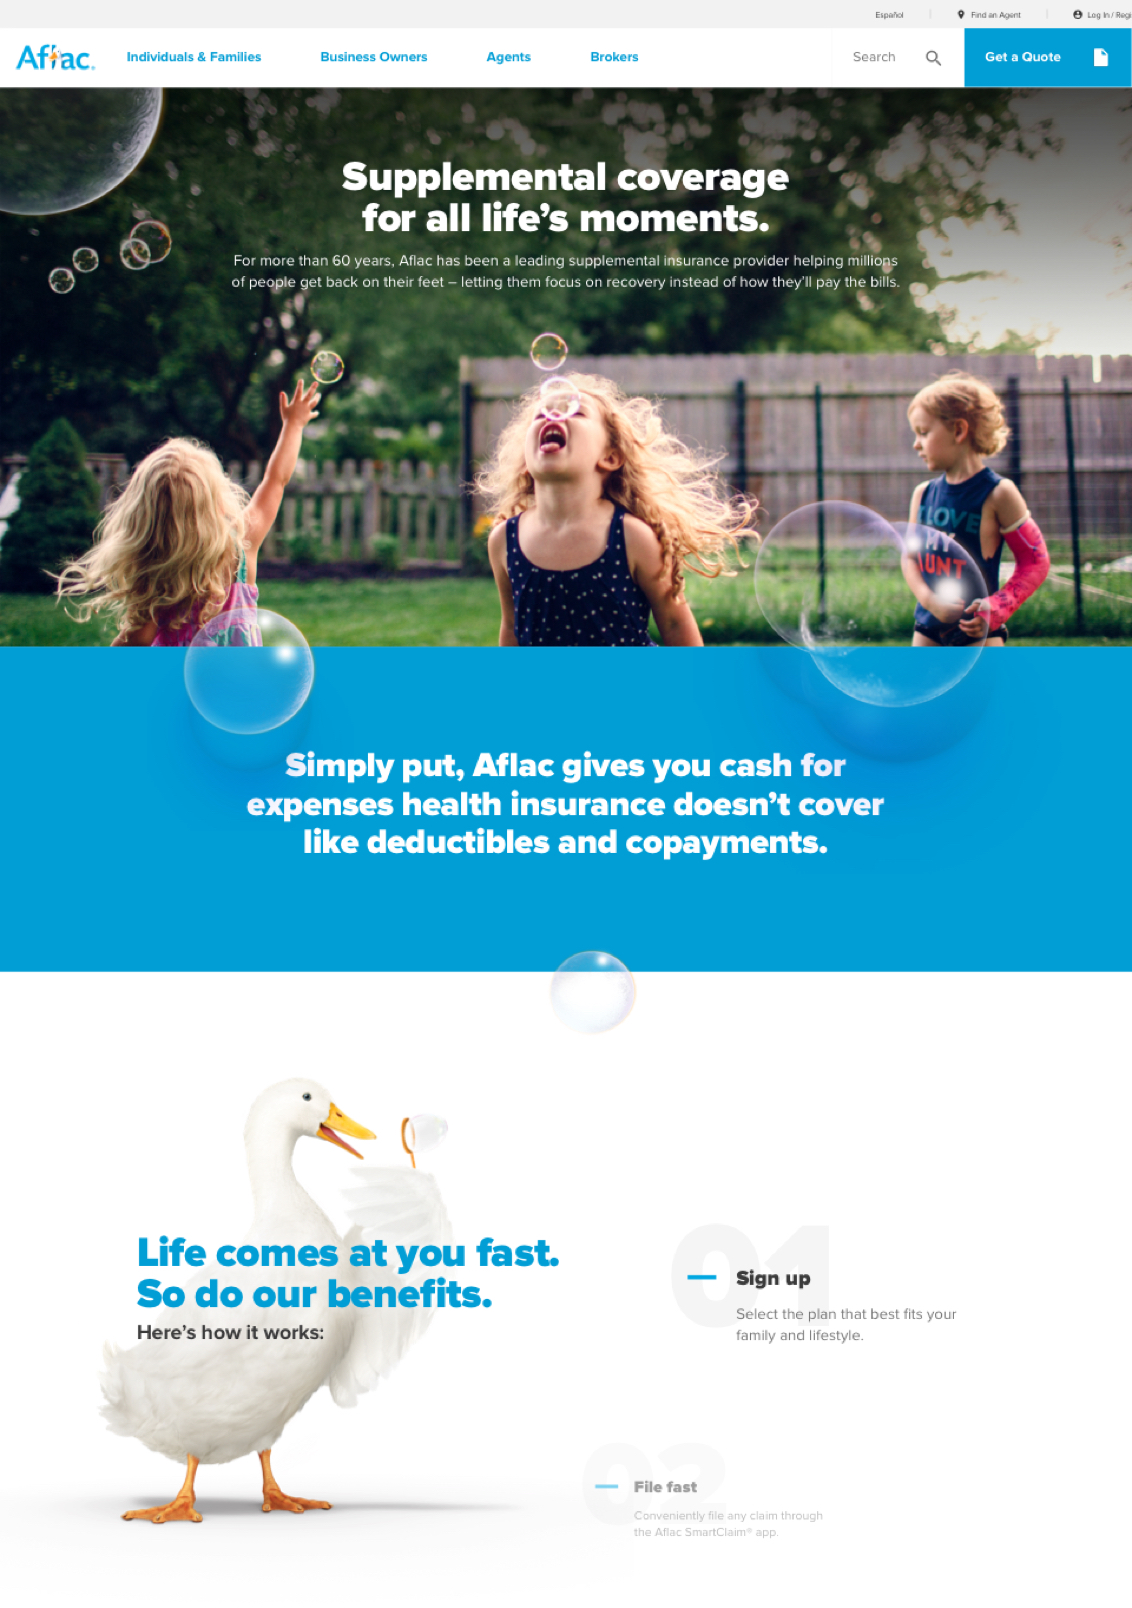 Español
Find an Agent
Log In / Regi
Aflac
Individuals & Families
Business Owners
Agents
Brokers
Search
Get a Quote
Supplemental coverage
for all life’s moments.
For more than 60 years, Aflac has been a leading supplemental insurance provider helping millions
of people get back on their feet – letting them focus on recovery instead of how they’ll pay the bills.
I LOVE
MY
AUNT
Simply put, Aflac gives you cash for
expenses health insurance doesn’t cover
like deductibles and copayments.
Life comes at you fast.
So do our benefits.
Here’s how it works:
01
Sign up
Select the plan that best fits your
family and lifestyle.
02
File fast
Conveniently file any claim through
the Aflac SmartClaim® app.